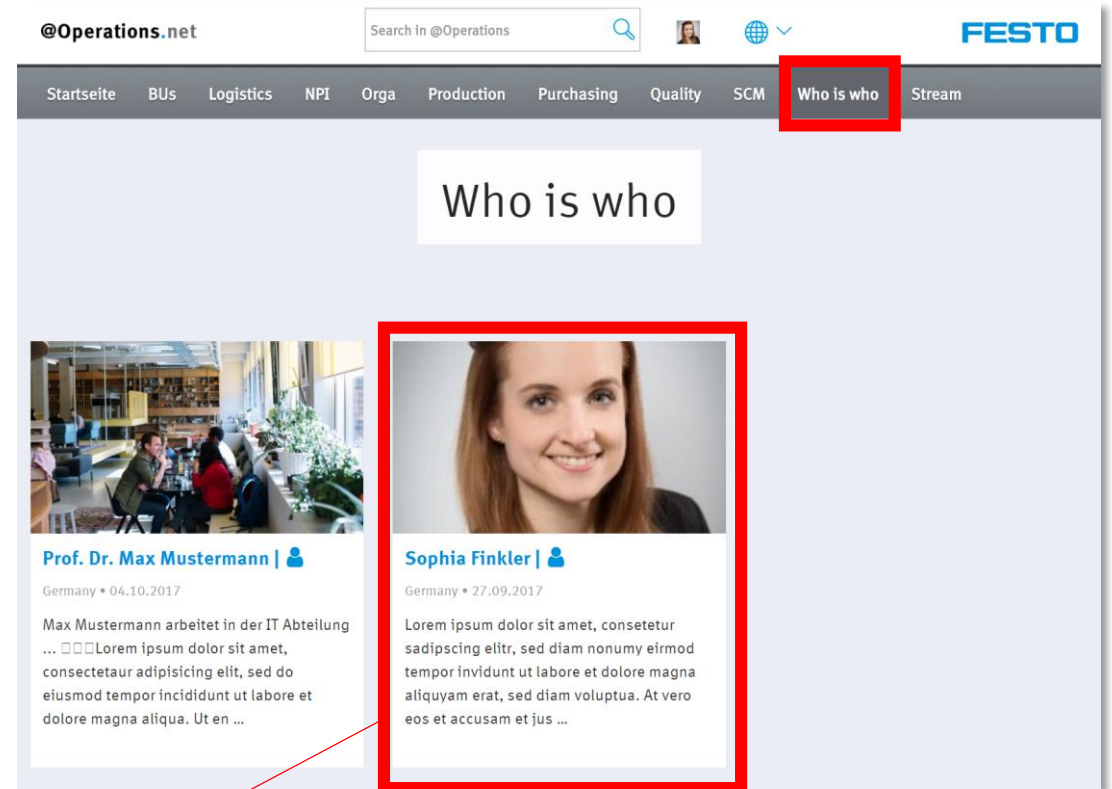 @Operations.net
Search in @Operations
FESTO
Startseite BUs Logistics NPI Orga Production Purchasing Quality SCM Who is who Stream
Who is who
Prof. Dr. Max Mustermann |
Germany • 04.10.2017
Max Mustermann arbeitet in der IT Abteilung
... □□□Lorem ipsum dolor sit amet,
consectetaur adipisicing elit, sed do
eiusmod tempor incididunt ut labore et
dolore magna aliqua. Ut en ...
Sophia Finkler |
Germany • 27.09.2017
Lorem ipsum dolor sit amet, consetetur
sadipscing elitr, sed diam nonumy eirmod
tempor invidunt ut labore et dolore magna
aliquyam erat, sed diam voluptua. At vero
eos et accusam et jus ...